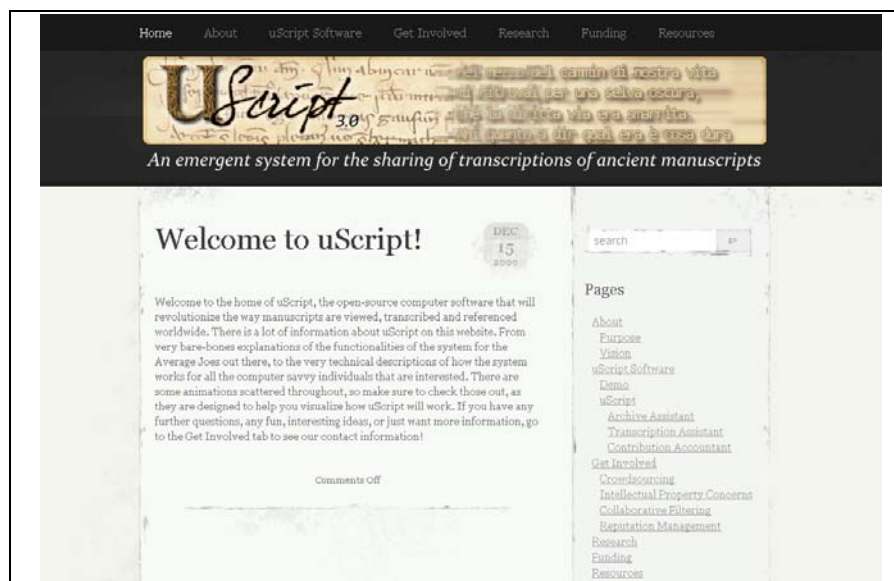 Home About uScript Software Get Involved Research Funding Resources
UScript 3.0
del camin di nostra vita
per una selva oscura,
via era smarrita
a dir qual era è cosa dura
An emergent system for the sharing of transcriptions of ancient manuscripts
Welcome to uScript!
DEC
15
Welcome to the home of uScript, the open-source computer software that will
revolutionize the way manuscripts are viewed, transcribed and referenced
worldwide. There is a lot of information about uScript on this website. From
very bare-bones explanations of the functionalities of the system for the
Average Joes out there, to the very technical descriptions of how the system
works for all the computer savvy individuals that are interested. There are
some animations scattered throughout, so make sure to check those out, as
they are designed to help you visualize how uScript will work. If you have any
further questions, any fun, interesting ideas, or just want more information, go
to the Get Involved tab to see our contact information!
Comments Off
search
Pages
About
Purpose
Vision
uScript Software
Demo
uScript
Archive Assistant
Transcription Assistant
Contribution Accountant
Get Involved
Crowdsourcing
Intellectual Property Concerns
Collaborative Filtering
Reputation Management
Research
Funding
Resources